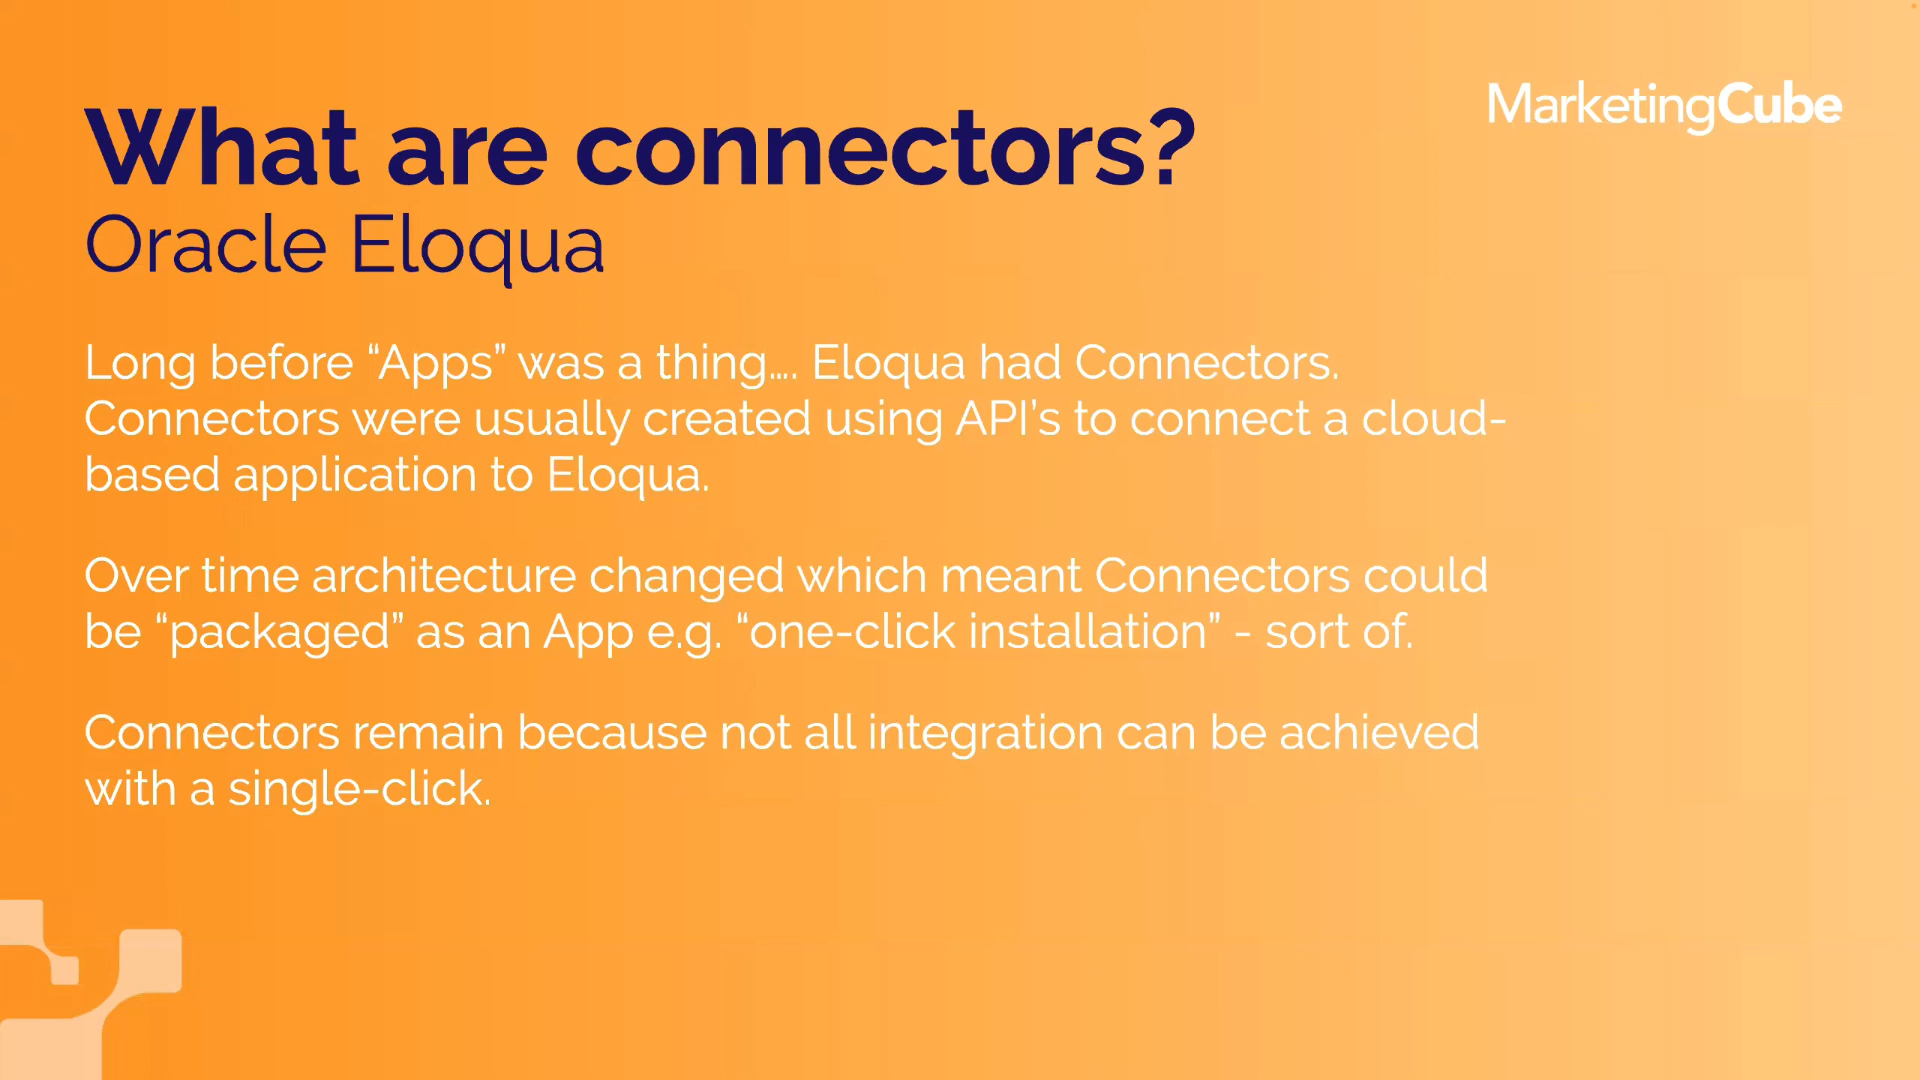 What are connectors?
MarketingCube
Oracle Eloqua
Long before “Apps” was a thing.... Eloqua had Connectors.
Connectors were usually created using API’s to connect a cloud-
based application to Eloqua.
Over time architecture changed which meant Connectors could
be “packaged” as an App e.g. “one-click installation” - sort of.
Connectors remain because not all integration can be achieved
with a single-click.